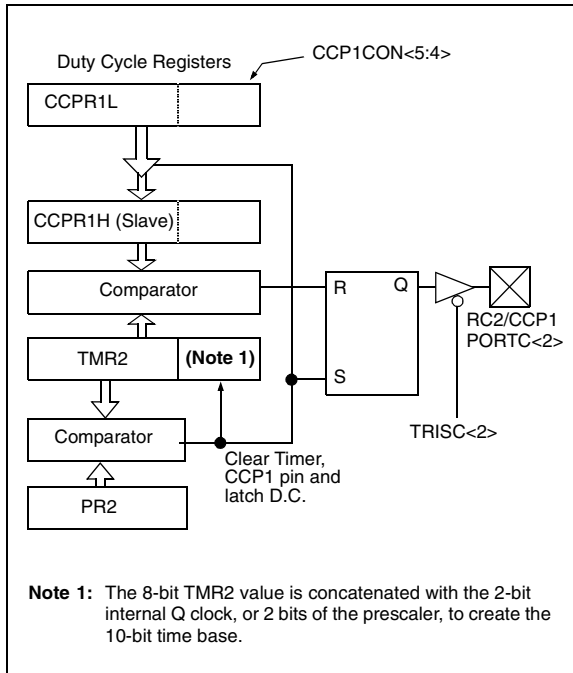 Duty Cycle Registers
CCP1CON<5:4>
CCPR1L
CCPR1H (Slave)
Comparator
R
Q
RC2/CCP1
PORTC<2>
TMR2
(Note 1)
S
TRISC<2>
Comparator
Clear Timer,
CCP1 pin and
latch D.C.
PR2
Note 1: The 8-bit TMR2 value is concatenated with the 2-bit
internal Q clock, or 2 bits of the prescaler, to create the
10-bit time base.